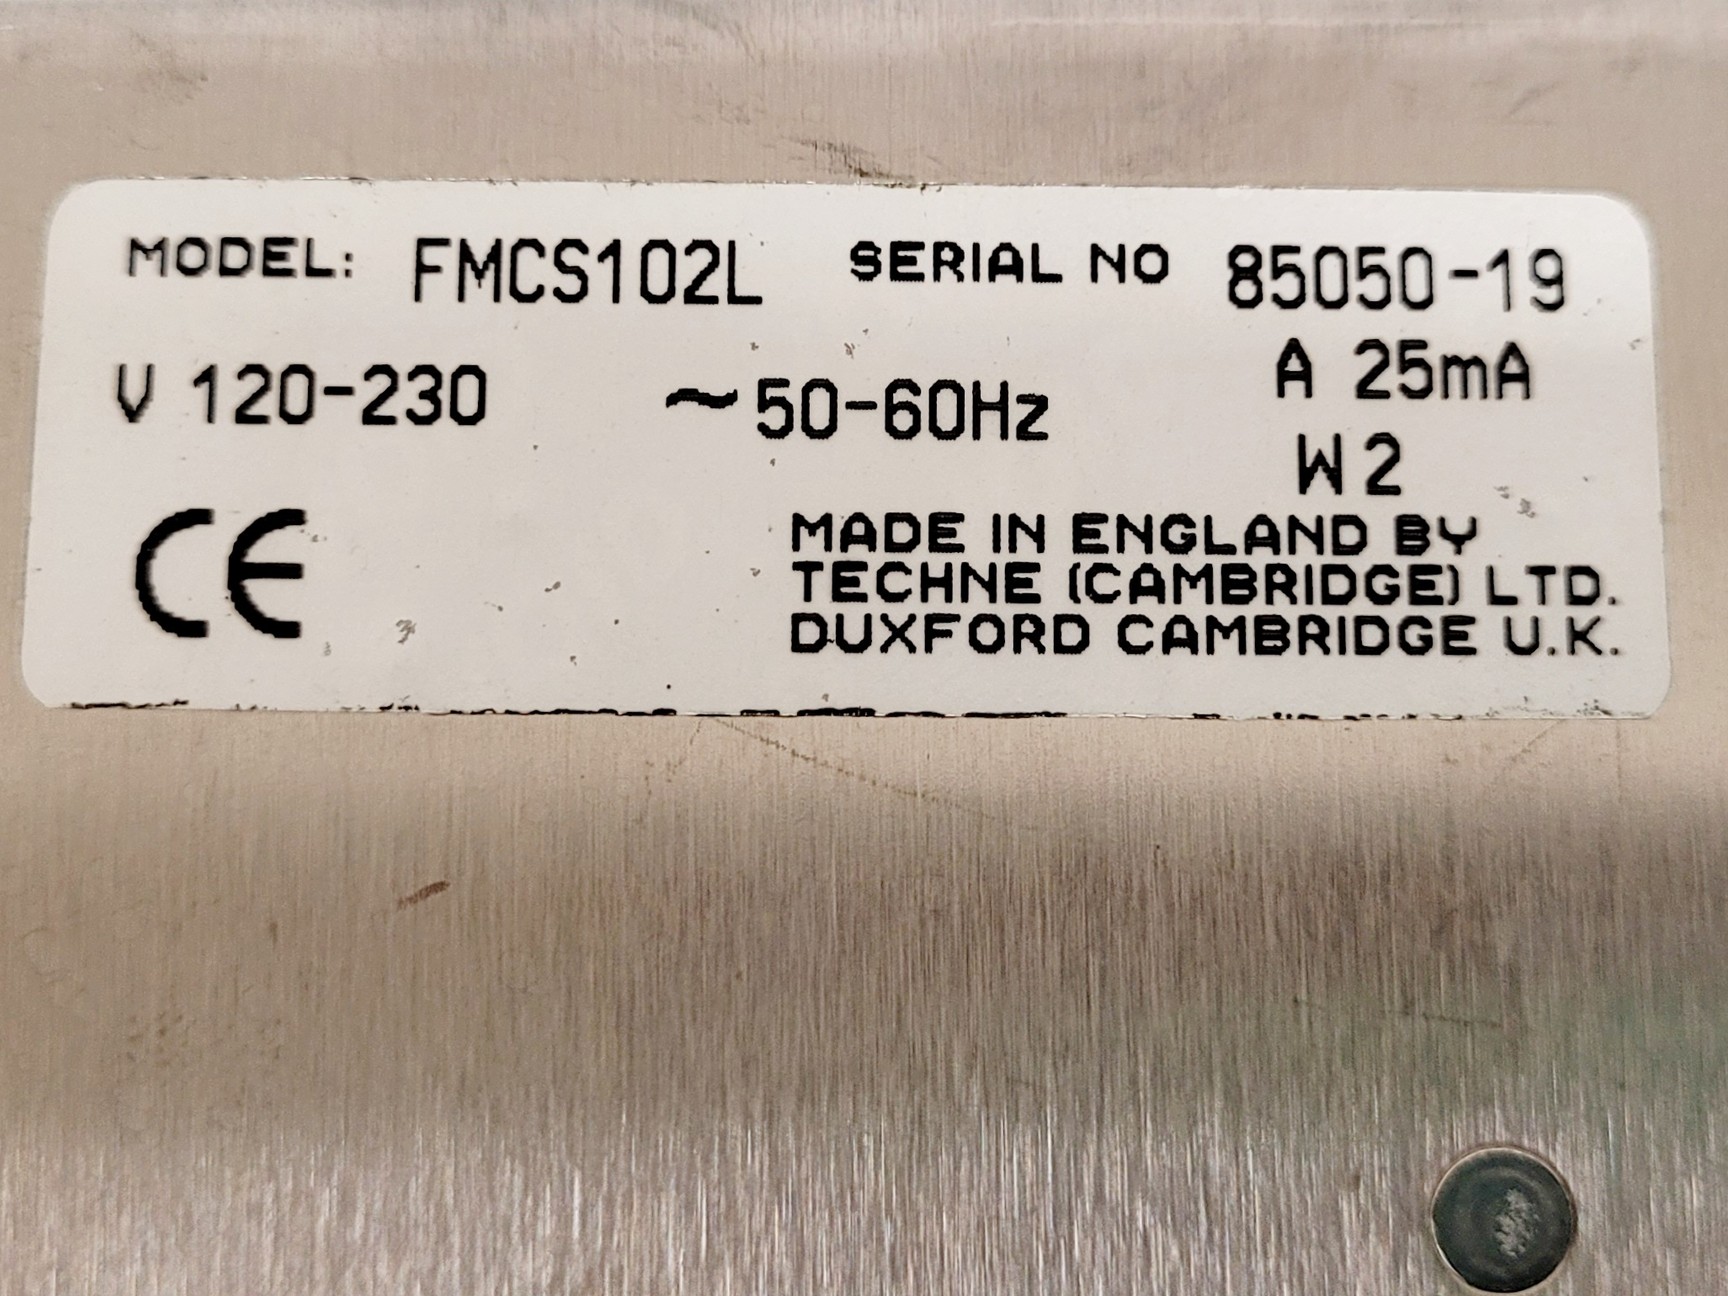 MODEL: FMCS102L SERIAL NO 85050-19
V 120-230 ~50-60Hz A 25mA
W 2
CE
MADE IN ENGLAND BY
TECHNE (CAMBRIDGE) LTD.
DUXFORD CAMBRIDGE U.K.